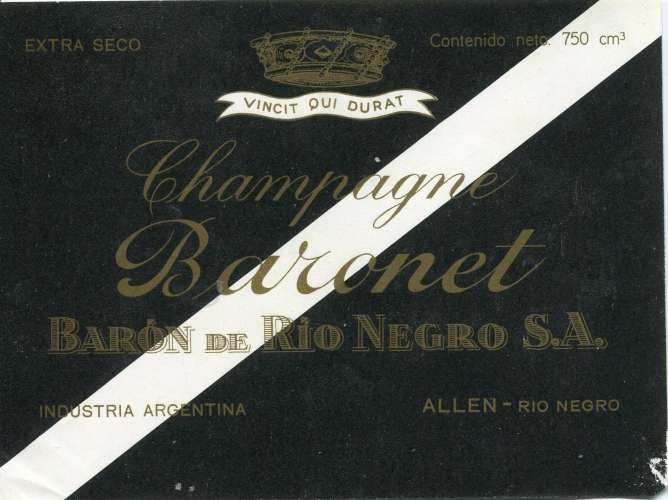 EXTRA SECO
Contenido neto. 750 cm³
VINCIT QUI DURAT
Champagne
Baronet
BARÓN DE RÍO NEGRO S.A.
INDUSTRIA ARGENTINA
ALLEN - RIO NEGRO